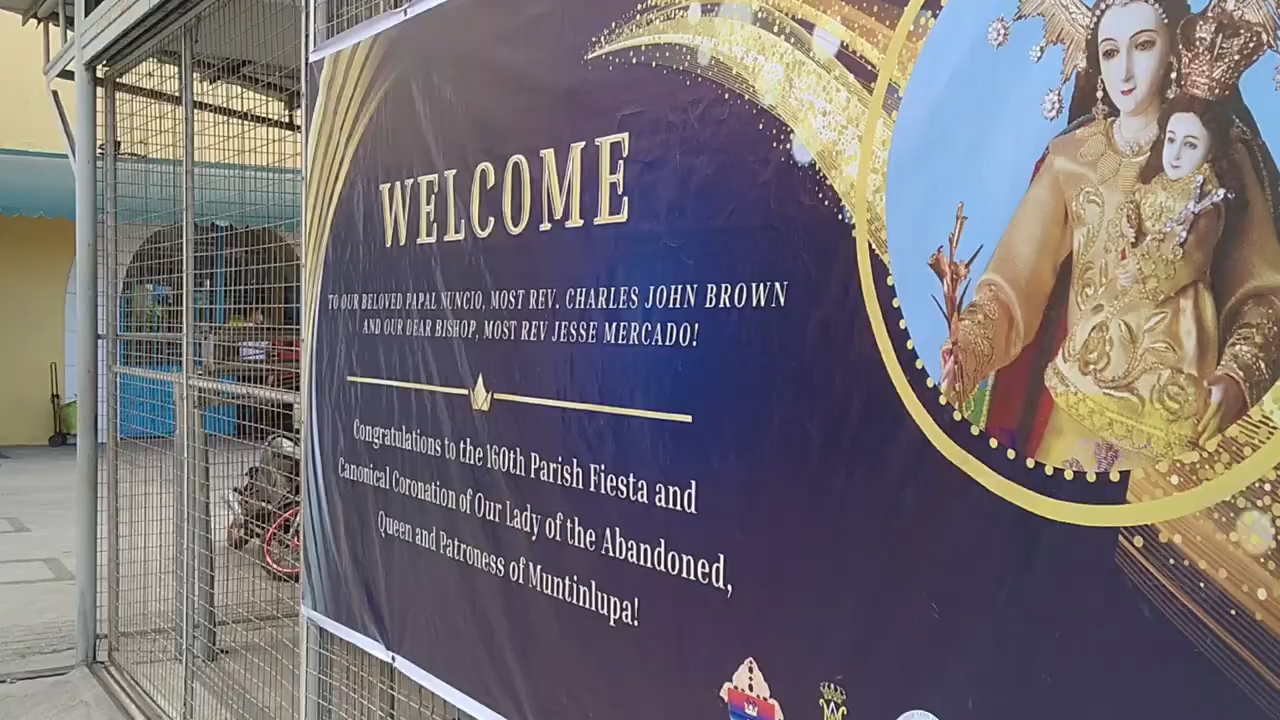 WELCOME
TO OUR BELOVED PAPAL NUNCIO, MOST REV. CHARLES JOHN BROWN
AND OUR DEAR BISHOP, MOST REV JESSE MERCADO!
Congratulations to the 160th Parish Fiesta and
Canonical Coronation of Our Lady of the Abandoned,
Queen and Patroness of Muntinlupa!